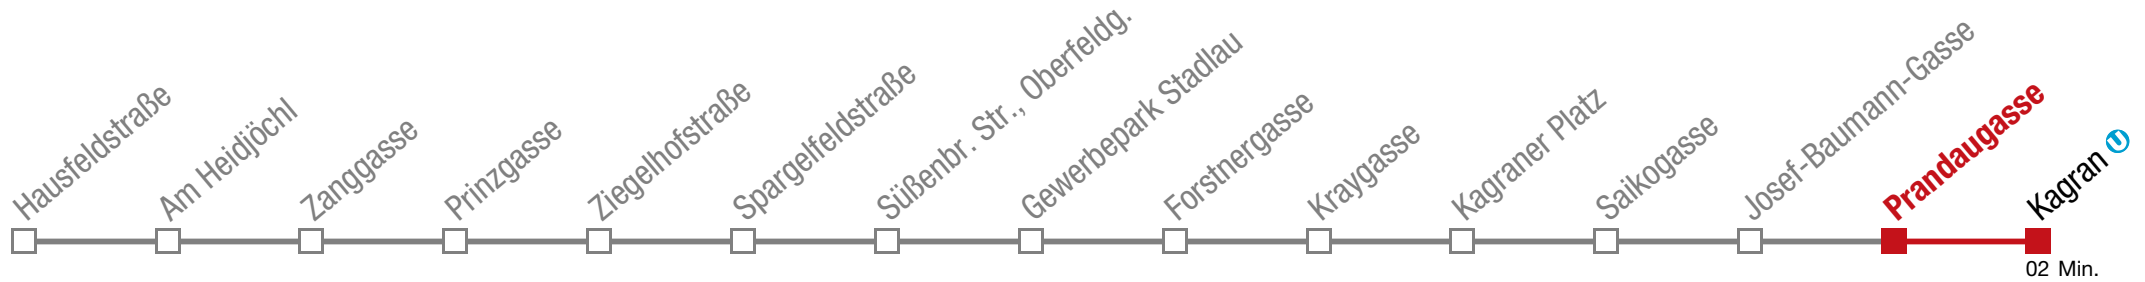 Hausfeldstraße
Am Heidjöchl
Zanggasse
Prinzgasse
Ziegelhofstraße
Spargelfeldstraße
Süßenbr. Str., Oberfeldg.
Gewerbepark Stadlau
Forstnergasse
Kraygasse
Kagraner Platz
Saikogasse
Josef-Baumann-Gasse
Prandaugasse
Kagran U
02 Min.